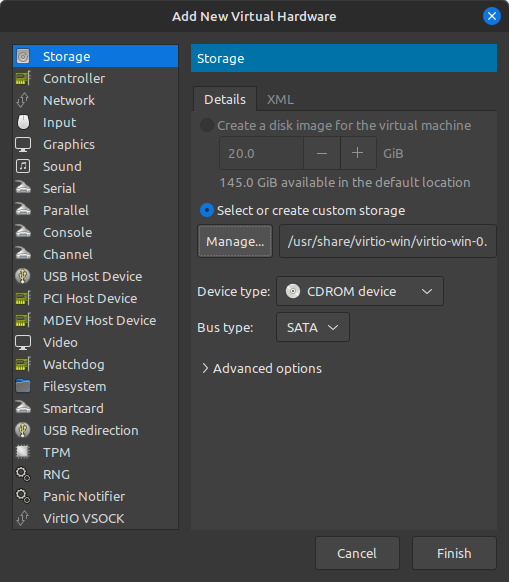 Add New Virtual Hardware
Storage
Controller
Network
Input
Graphics
Sound
Serial
Parallel
Console
Channel
USB Host Device
PCI Host Device
MDEV Host Device
Video
Watchdog
Filesystem
Smartcard
USB Redirection
TPM
RNG
Panic Notifier
VirtIO VSOCK
Storage
Details XML
Create a disk image for the virtual machine
20.0 − + GiB
145.0 GiB available in the default location
Select or create custom storage
Manage... /usr/share/virtio-win/virtio-win-0.
Device type: CDROM device
Bus type: SATA
Advanced options
Cancel Finish